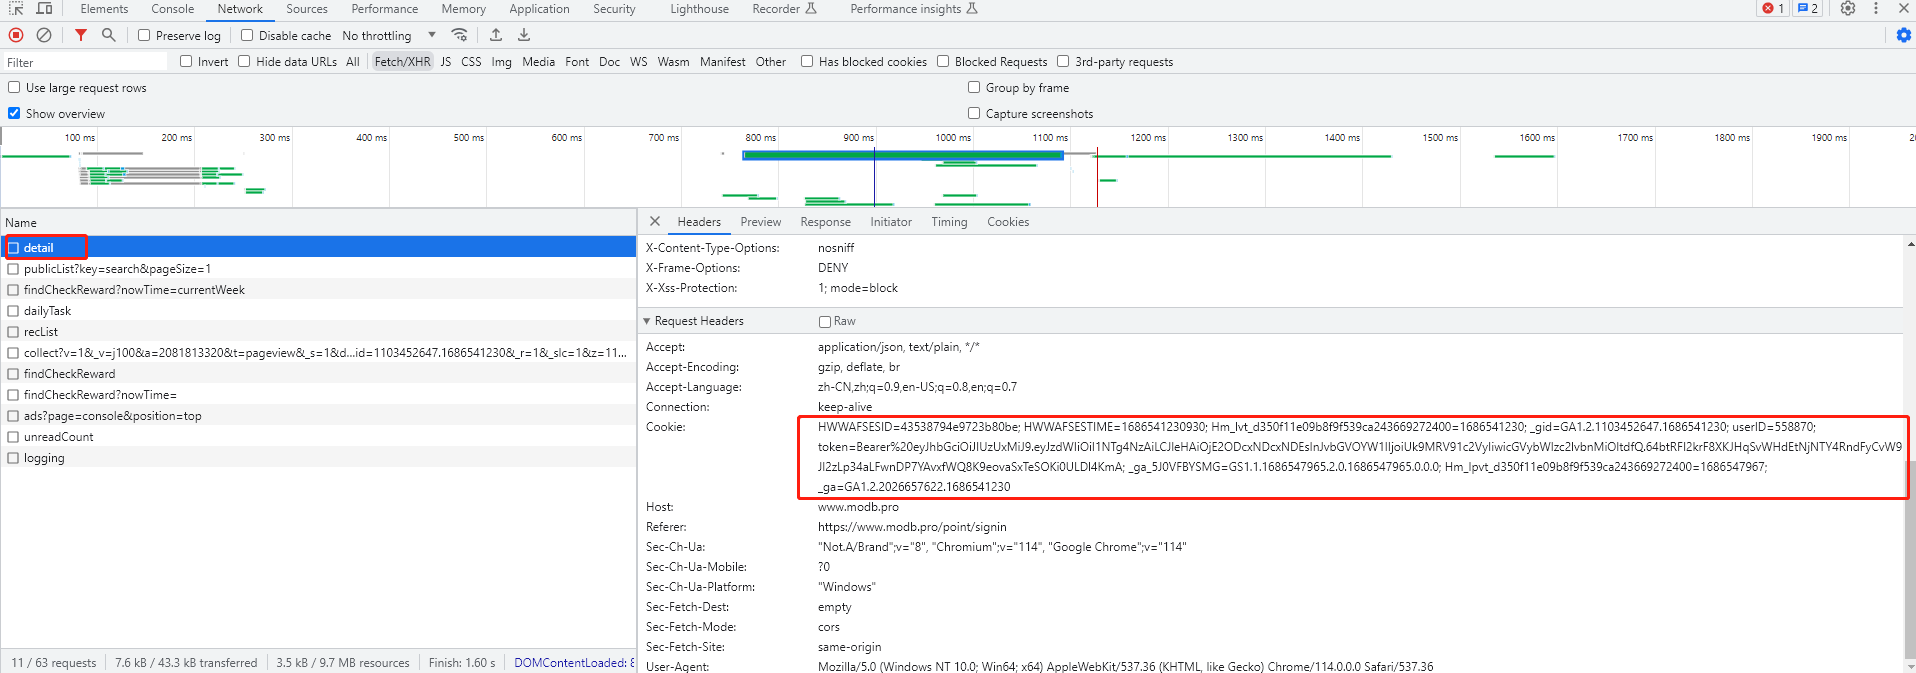 Elements Console Network Sources Performance Memory Application Security Lighthouse Recorder Performance insights 1 2
Preserve log Disable cache No throttling
Filter Invert Hide data URLs All Fetch/XHR JS CSS Img Media Font Doc WS Wasm Manifest Other Has blocked cookies Blocked Requests 3rd-party requests
Use large request rows Group by frame
Show overview Capture screenshots
100 ms 200 ms 300 ms 400 ms 500 ms 600 ms 700 ms 800 ms 900 ms 1000 ms 1100 ms 1200 ms 1300 ms 1400 ms 1500 ms 1600 ms 1700 ms 1800 ms 1900 ms
Name
detail
publicList?key=search&pageSize=1
findCheckReward?nowTime=currentWeek
dailyTask
recList
collect?v=1&_v=j100&a=2081813320&t=pageview&_s=1&d...id=1103452647.1686541230&_r=1&_slc=1&z=11...
findCheckReward
findCheckReward?nowTime=
ads?page=console&position=top
unreadCount
logging
11 / 63 requests 7.6 kB / 43.3 kB transferred 3.5 kB / 9.7 MB resources Finish: 1.60 s DOMContentLoaded: 8
Headers Preview Response Initiator Timing Cookies
X-Content-Type-Options: nosniff
X-Frame-Options: DENY
X-Xss-Protection: 1; mode=block
Request Headers Raw
Accept: application/json, text/plain, */*
Accept-Encoding: gzip, deflate, br
Accept-Language: zh-CN,zh;q=0.9,en-US;q=0.8,en;q=0.7
Connection: keep-alive
Cookie: HWWAFSESID=43538794e9723b80be; HWWAFSESTIME=1686541230930; Hm_lvt_d350f11e09b8f9f539ca243669272400=1686541230; _gid=GA1.2.1103452647.1686541230; userID=558870;
_ga_5J0VFBYSMG=GS1.1.1686547965.2.0.1686547965.0.0.0; Hm_lpvt_d350f11e09b8f9f539ca243669272400=1686547967;
_ga=GA1.2.2026657622.1686541230
Host: www.modb.pro
Referer: https://www.modb.pro/point/signin
Sec-Ch-Ua: "Not.A/Brand";v="8", "Chromium";v="114", "Google Chrome";v="114"
Sec-Ch-Ua-Mobile: ?0
Sec-Ch-Ua-Platform: "Windows"
Sec-Fetch-Dest: empty
Sec-Fetch-Mode: cors
Sec-Fetch-Site: same-origin
User-Agent: Mozilla/5.0 (Windows NT 10.0; Win64; x64) AppleWebKit/537.36 (KHTML, like Gecko) Chrome/114.0.0.0 Safari/537.36